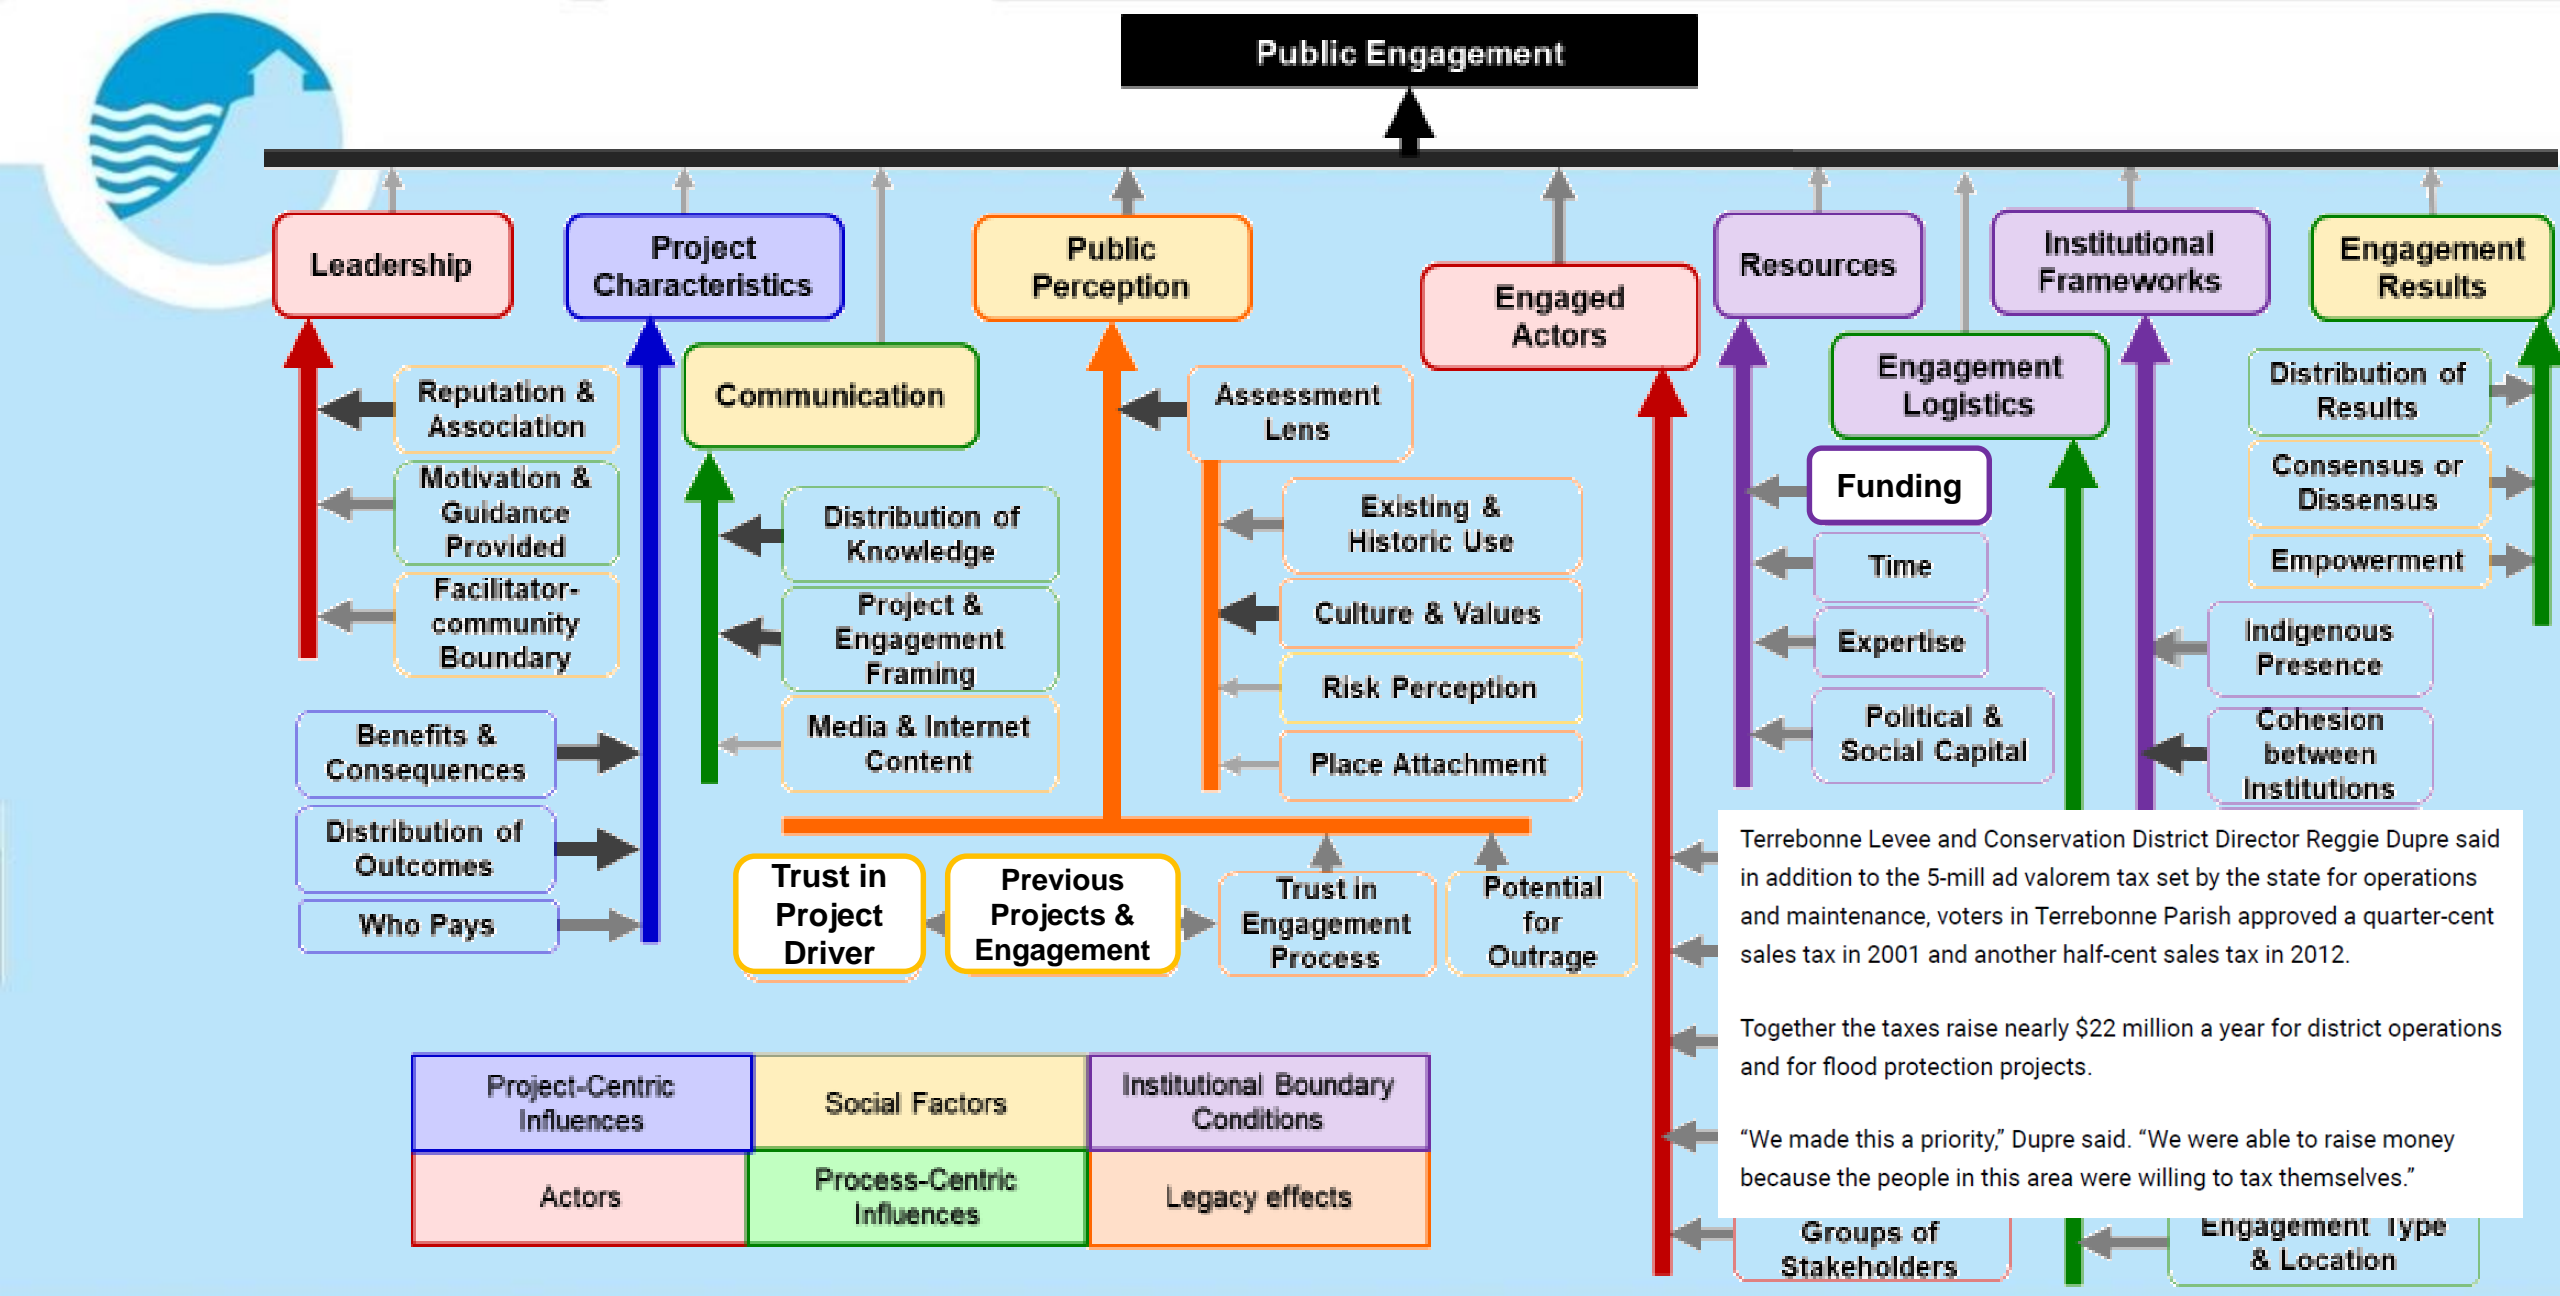 Public Engagement
Leadership
Project
Characteristics
Public
Perception
Engaged
Actors
Resources
Institutional
Frameworks
Engagement
Results
Communication
Engagement
Logistics
Reputation &
Association
Motivation &
Guidance
Provided
Facilitator-
community
Boundary
Benefits &
Consequences
Distribution of
Outcomes
Who Pays
Distribution of
Knowledge
Project &
Engagement
Framing
Media & Internet
Content
Assessment
Lens
Existing &
Historic Use
Culture & Values
Risk Perception
Place Attachment
Trust in
Project
Driver
Previous
Projects &
Engagement
Trust in
Engagement
Process
Potential
for
Outrage
Funding
Time
Expertise
Political &
Social Capital
Distribution of
Results
Consensus or
Dissensus
Empowerment
Indigenous
Presence
Cohesion
between
Institutions
Terrebonne Levee and Conservation District Director Reggie Dupre said
in addition to the 5-mill ad valorem tax set by the state for operations
and maintenance, voters in Terrebonne Parish approved a quarter-cent
sales tax in 2001 and another half-cent sales tax in 2012.
Together the taxes raise nearly $22 million a year for district operations
and for flood protection projects.
“We made this a priority,” Dupre said. “We were able to raise money
because the people in this area were willing to tax themselves.”
Groups of
Stakeholders
Engagement Type
& Location
Project-Centric
Influences
Social Factors
Institutional Boundary
Conditions
Actors
Process-Centric
Influences
Legacy effects